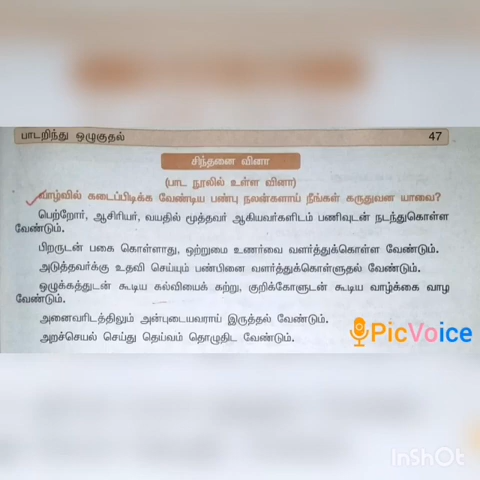 பாடறிந்து ஒழுகுதல் 47
சிந்தனை வினா
(பாட நூலில் உள்ள வினா)
வாழ்வில் கடைப்பிடிக்க வேண்டிய பண்பு நலன்களாய் நீங்கள் கருதுவன யாவை?
பெற்றோர், ஆசிரியர், வயதில் மூத்தவர் ஆகியவர்களிடம் பணிவுடன் நடந்துகொள்ள
வேண்டும்.
பிறருடன் பகை கொள்ளாது, ஒற்றுமை உணர்வை வளர்த்துக்கொள்ள வேண்டும்.
அடுத்தவர்க்கு உதவி செய்யும் பண்பினை வளர்த்துக்கொள்ளுதல் வேண்டும்.
ஒழுக்கத்துடன் கூடிய கல்வியைக் கற்று, குறிக்கோளுடன் கூடிய வாழ்க்கை வாழ
வேண்டும்.
அனைவரிடத்திலும் அன்புடையவராய் இருத்தல் வேண்டும்.
அறச்செயல் செய்து தெய்வம் தொழுதிட வேண்டும்.
PicVoice
InShOt